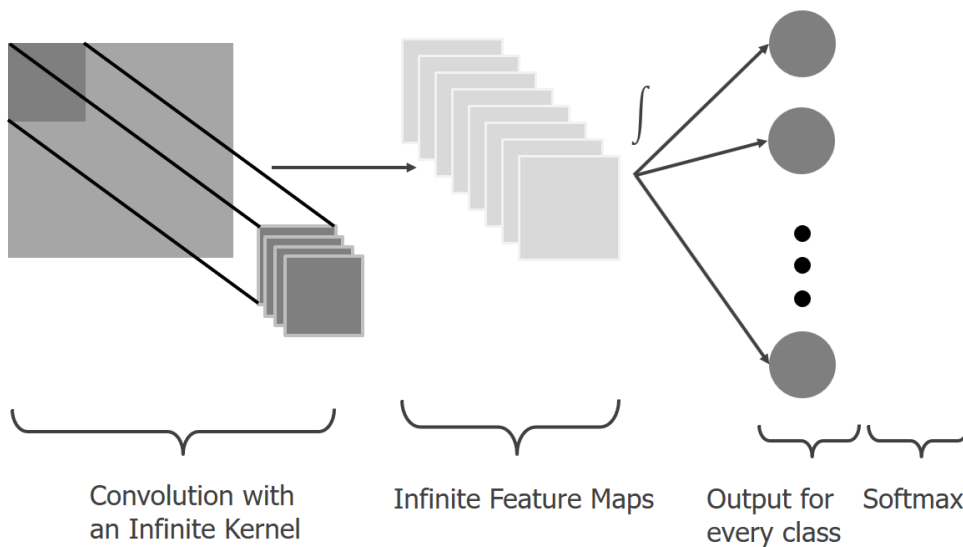 ∫
Convolution with
an Infinite Kernel
Infinite Feature Maps
Output for
every class
Softmax